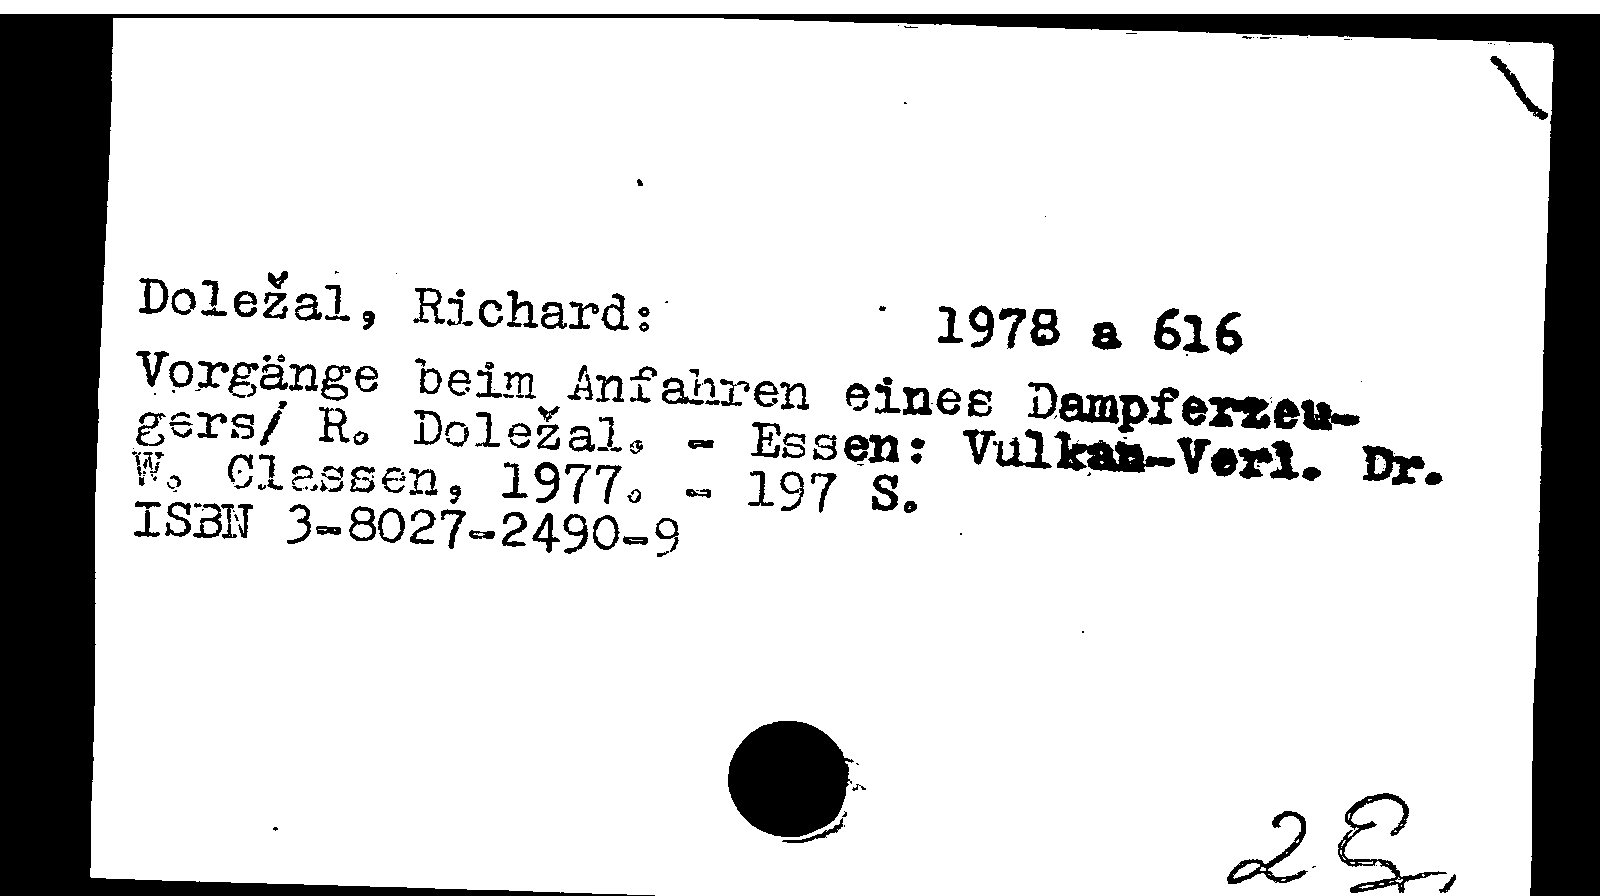 Doležal, Richard: 1978 a 616
Vorgänge beim Anfahren eines Dampferzeu-
gers/ R. Doležal. - Essen: Vulkan-Verl. Dr.
W. Classen, 1977. - 197 S.
ISBN 3-8027-2490-9
2